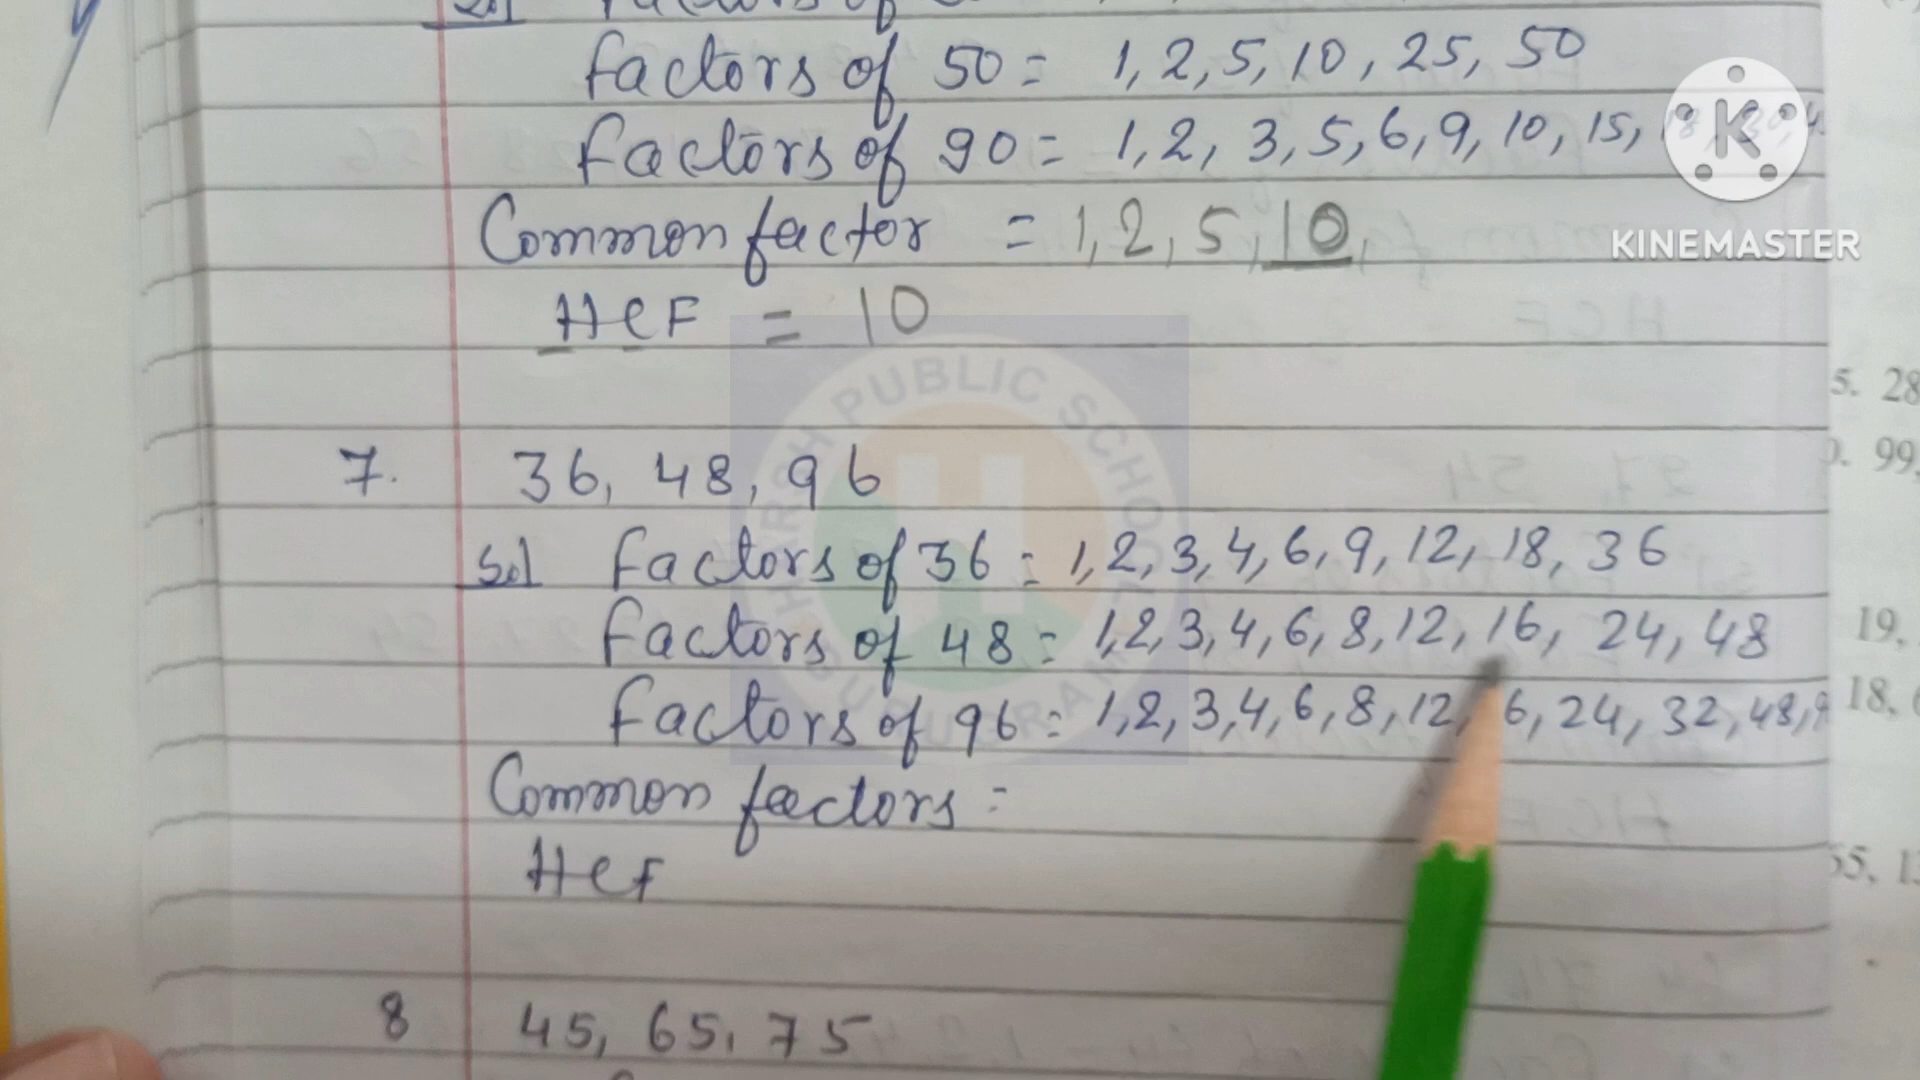 factors of 50 = 1, 2, 5, 10, 25, 50
factors of 90 = 1, 2, 3, 5, 6, 9, 10, 15,
Common factor = 1, 2, 5, 10,
HCF = 10
KINEMASTER
5. 28
99,
7. 36, 48, 96
Sol factors of 36 = 1, 2, 3, 4, 6, 9, 12, 18, 36
factors of 48 = 1, 2, 3, 4, 6, 8, 12, 16, 24, 48
19,
factors of 96 = 1, 2, 3, 4, 6, 8, 12, 6, 24, 32, 48, 9
18,
Common factors =
HCF
8 45, 65, 75
PUBLIC SCHOOL